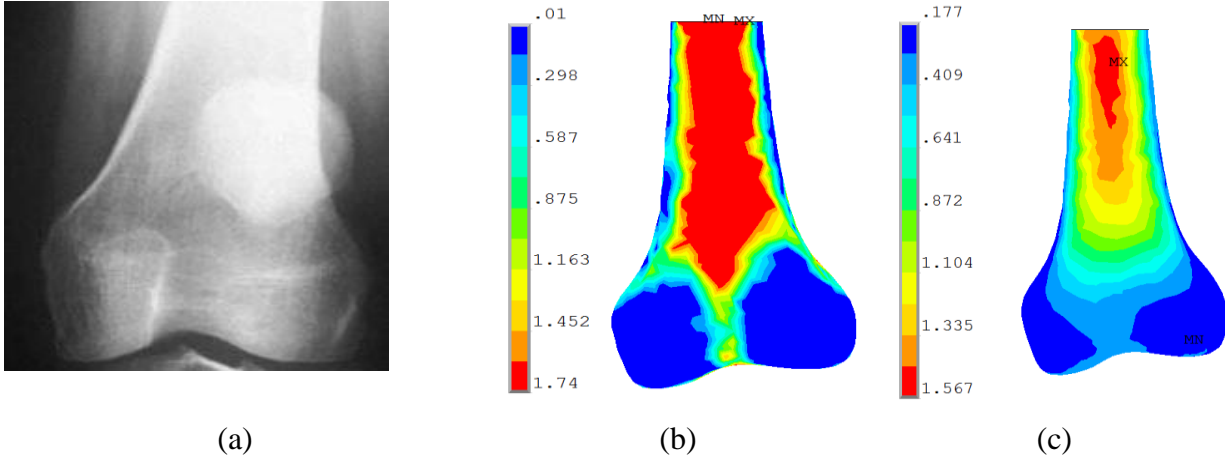 .01
.298
.587
.875
1.163
1.452
1.74
MN MX
.177
.409
.641
.872
1.104
1.335
1.567
MX
MN
(a)
(b)
(c)